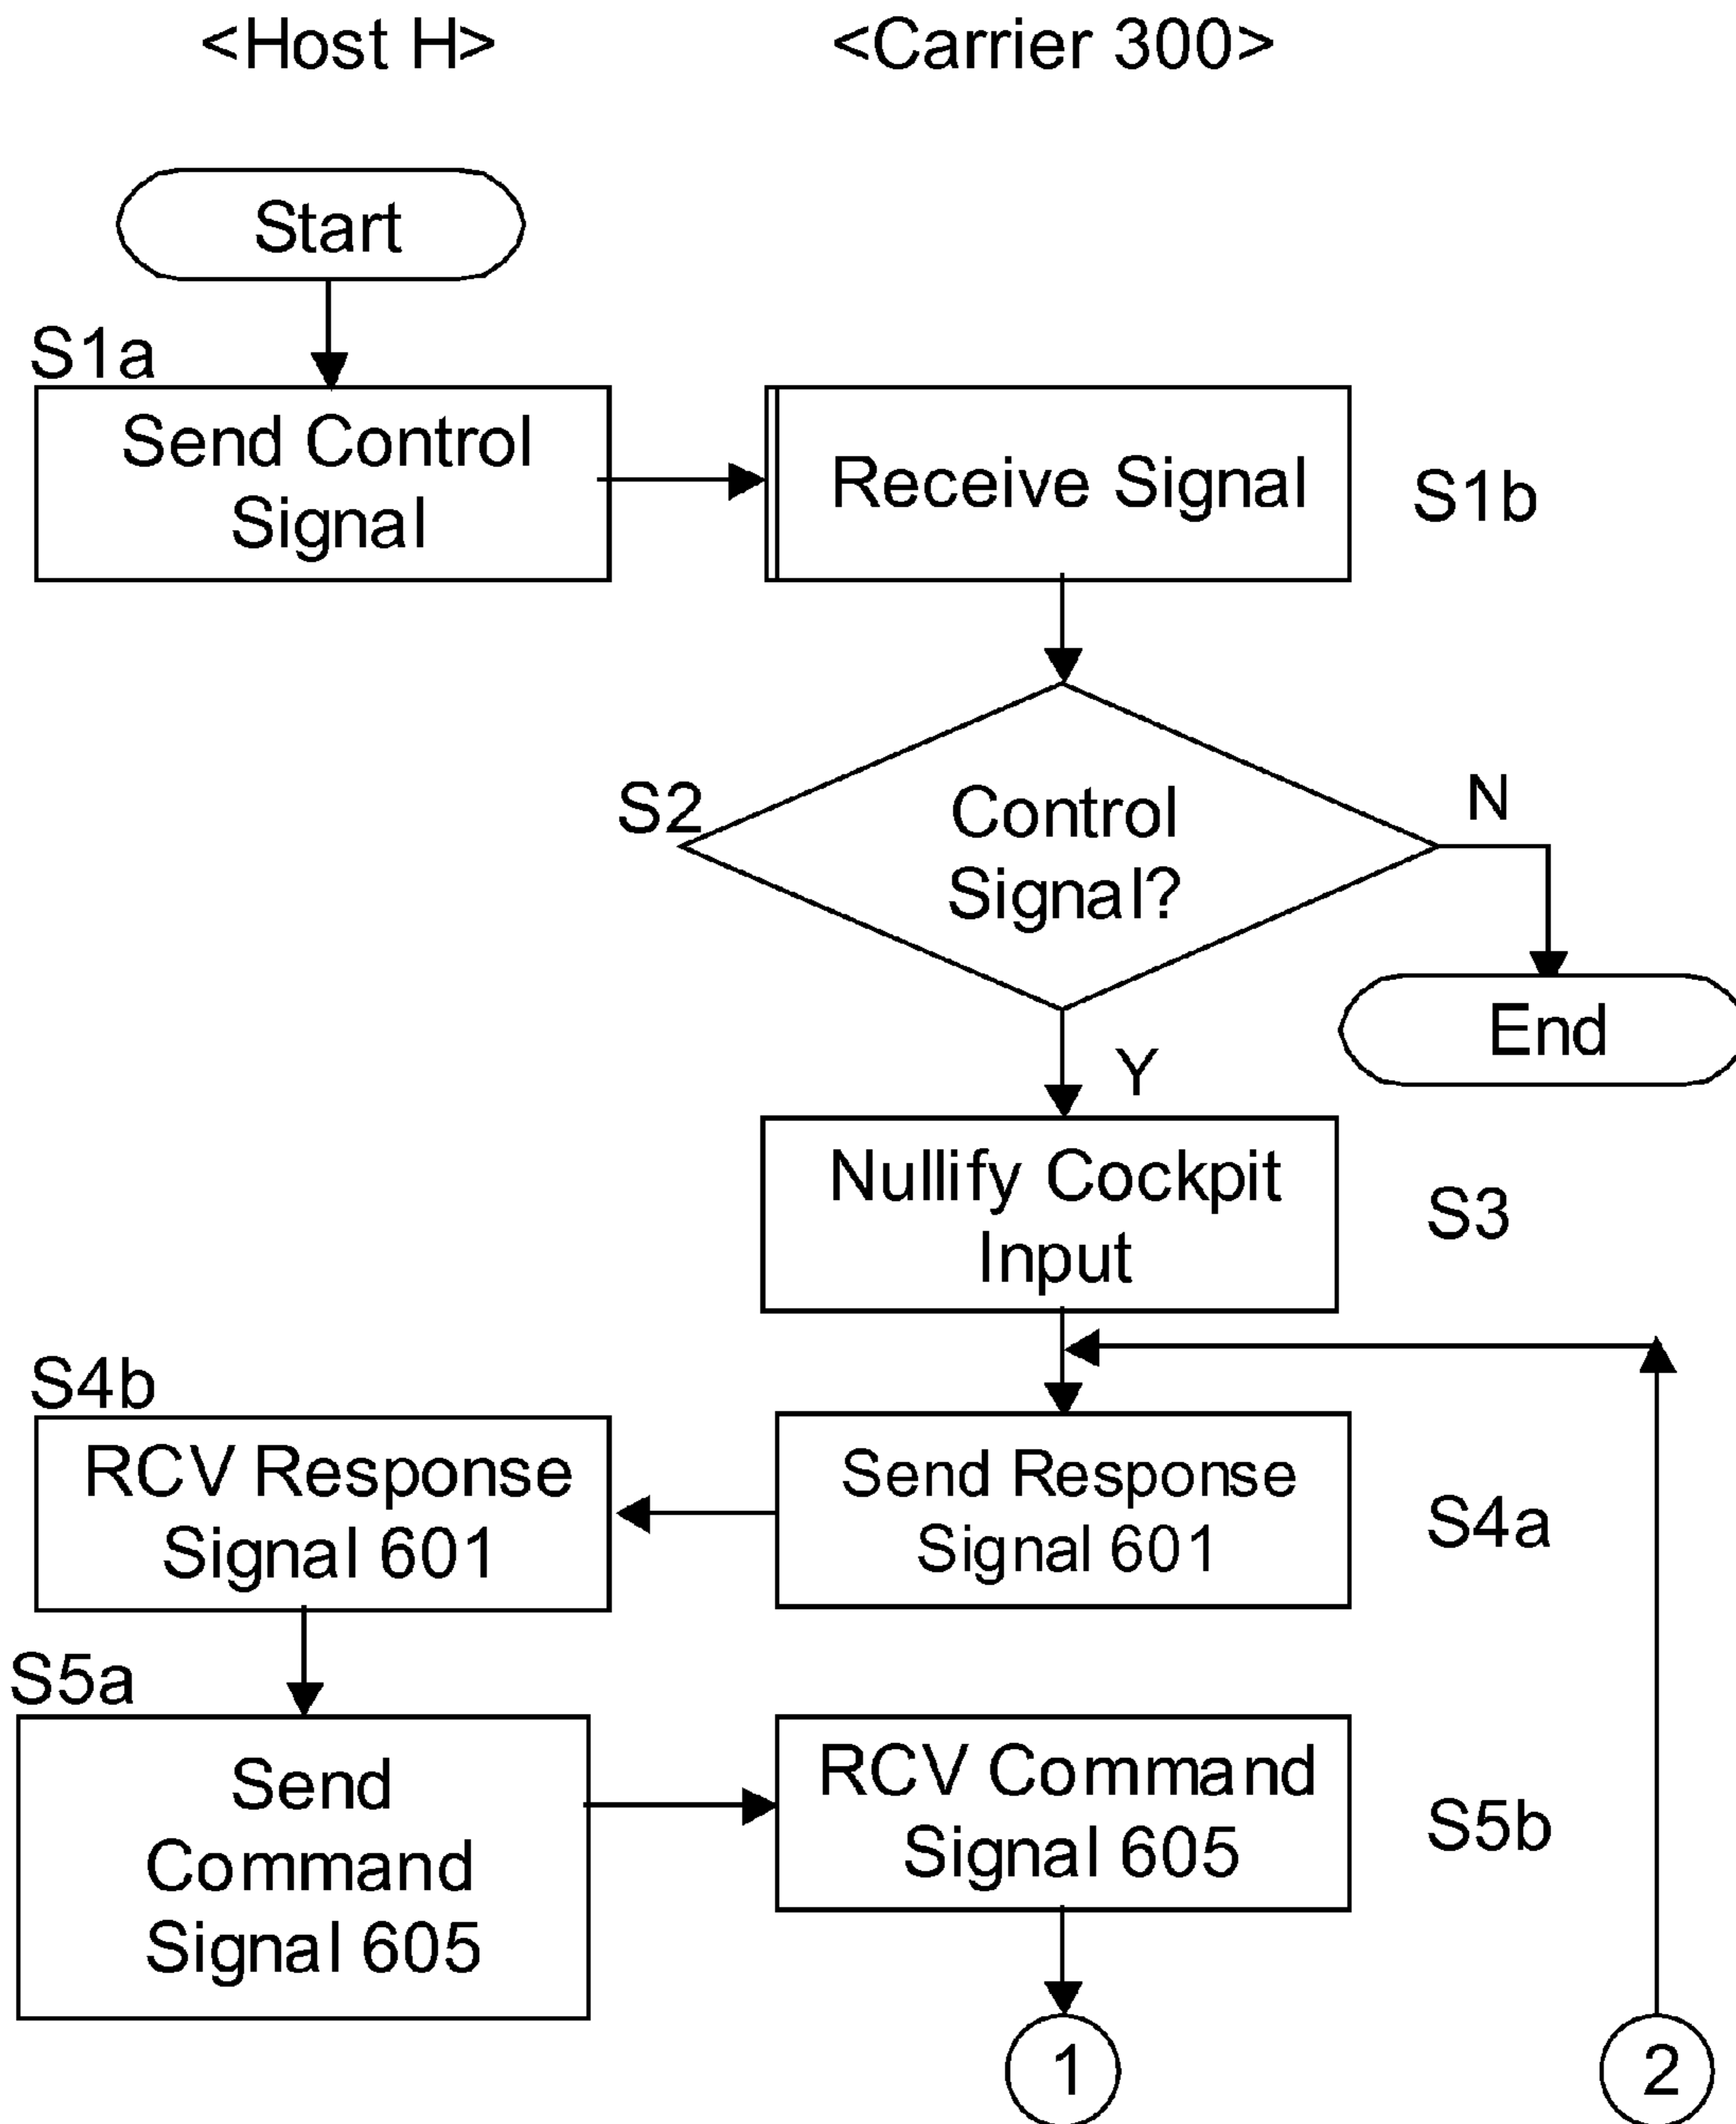 <Host H>
<Carrier 300>
Start
S1a
Send Control
Signal
Receive Signal
S1b
S2
Control
Signal?
N
End
Y
Nullify Cockpit
Input
S3
S4b
RCV Response
Signal 601
Send Response
Signal 601
S4a
S5a
Send
Command
Signal 605
RCV Command
Signal 605
S5b
1
2